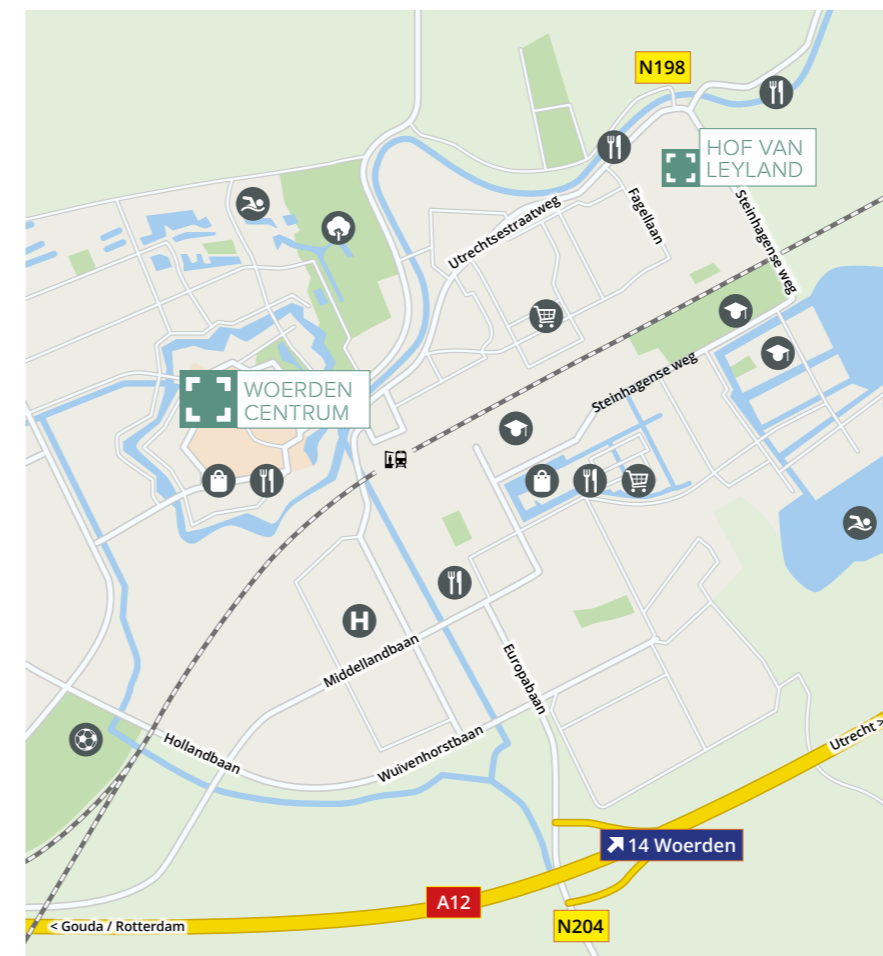 N198
HOF VAN
LEYLAND
Utrechtsestraatweg
Fagellaan
Steinhagense weg
WOERDEN
CENTRUM
Steinhagense weg
H
Middellandbaan
Europabaan
Hollandbaan
Wuivenhorstbaan
Utrecht >
14 Woerden
A12
< Gouda / Rotterdam
N204